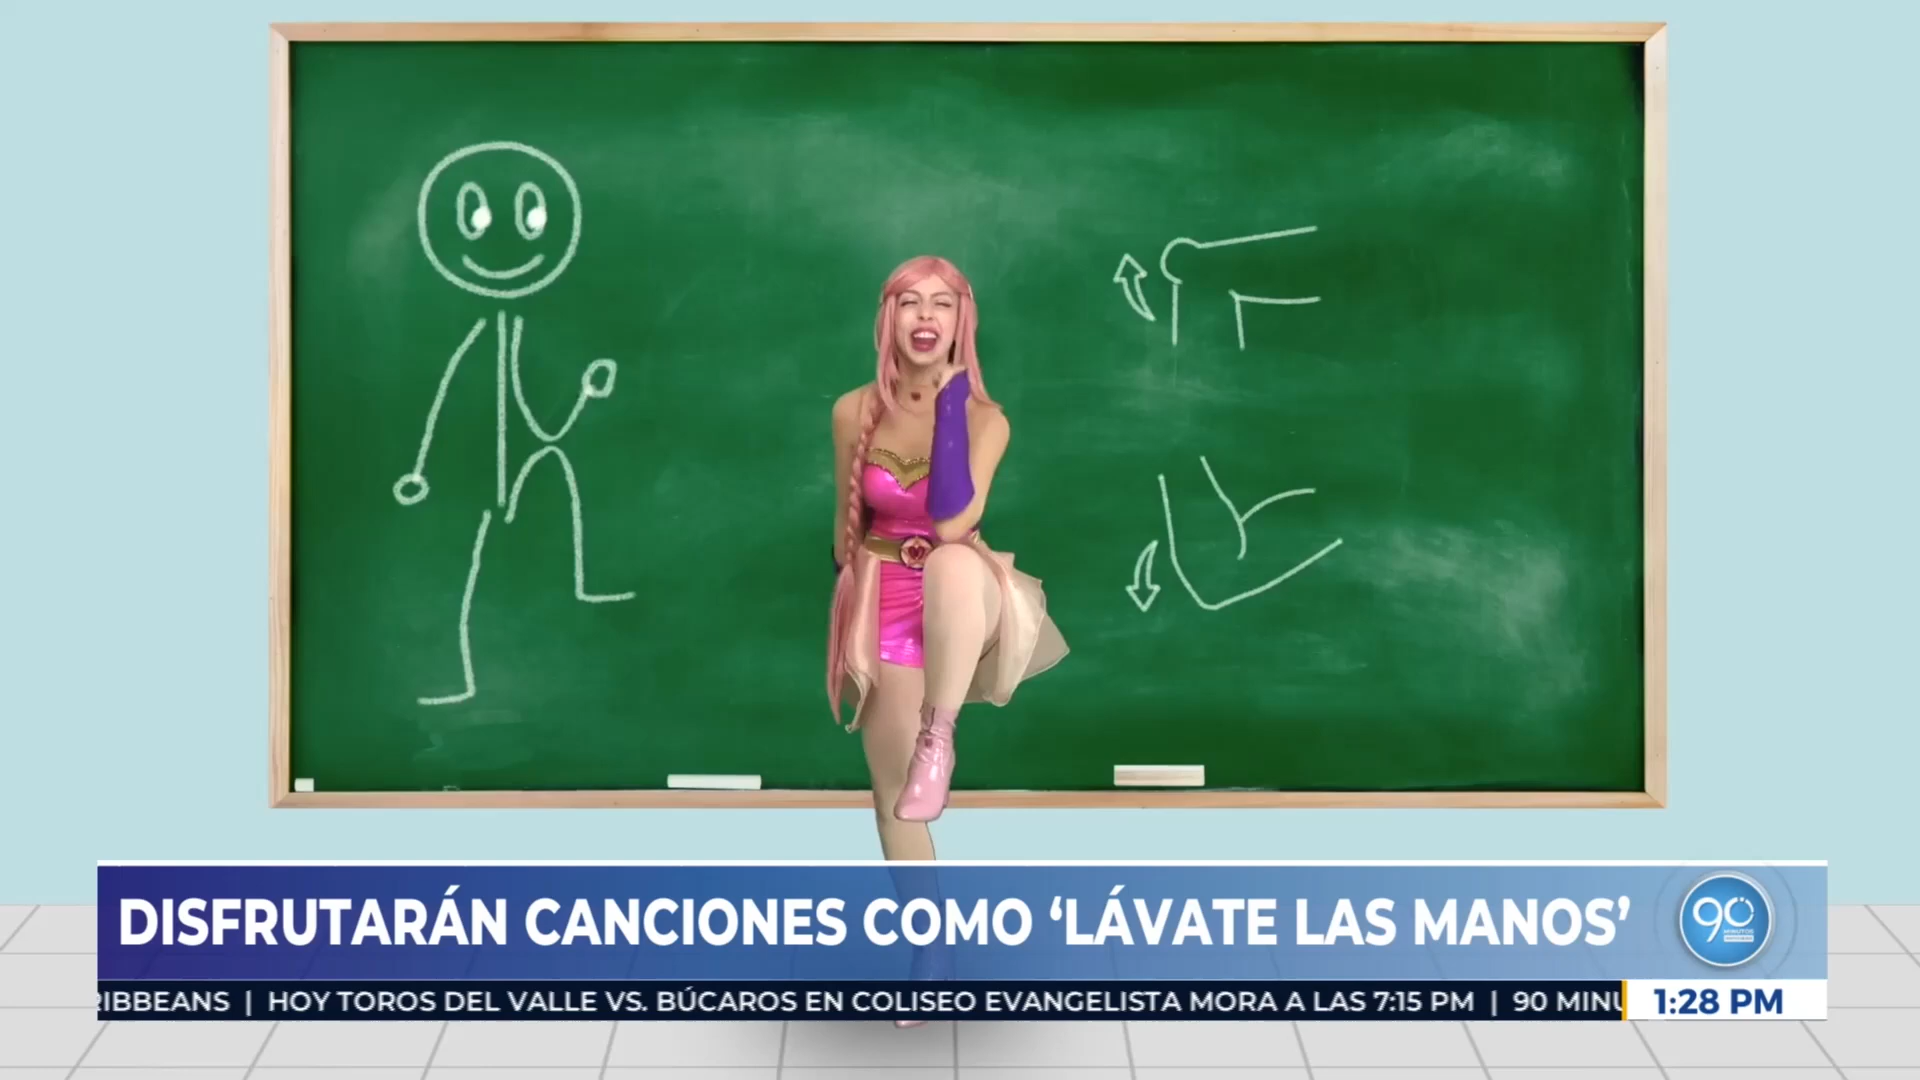 DISFRUTARÁN CANCIONES COMO ‘LÁVATE LAS MANOS’
90
MINUTOS
RIBBEANS | HOY TOROS DEL VALLE VS. BÚCAROS EN COLISEO EVANGELISTA MORA A LAS 7:15 PM | 90 MINU
1:28 PM